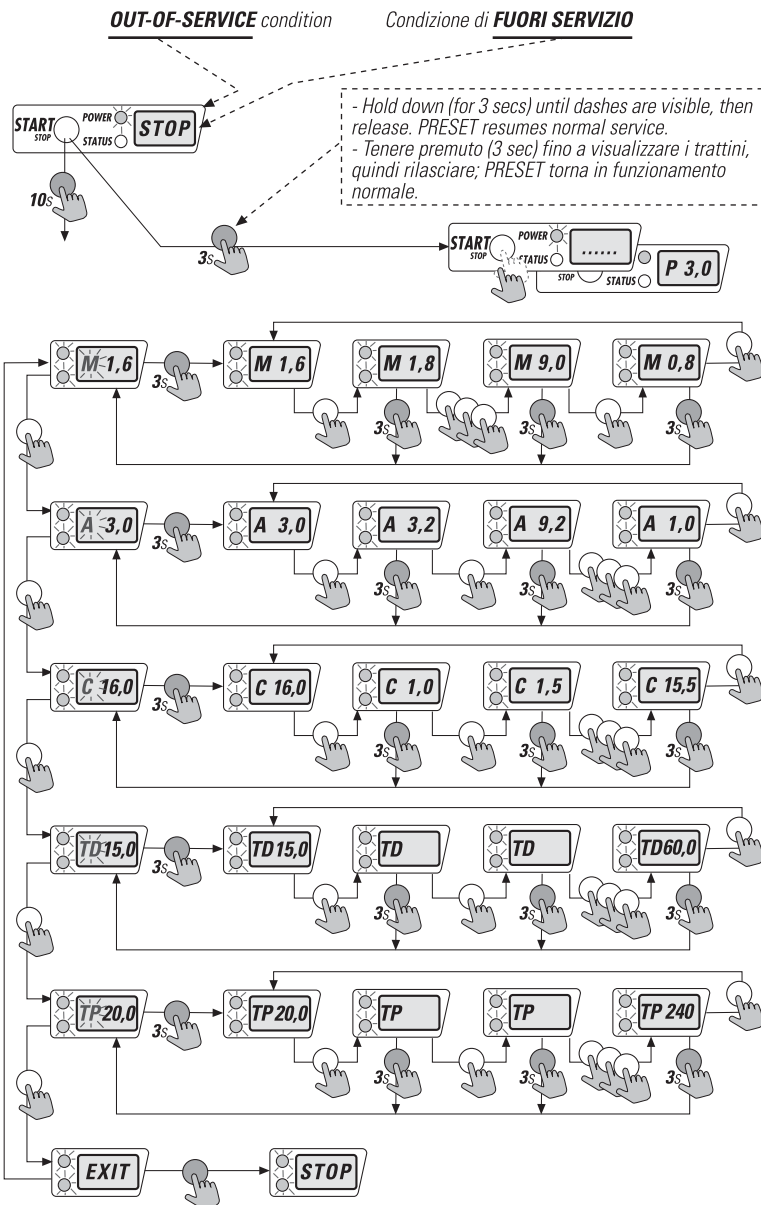 OUT-OF-SERVICE condition
Condizione di FUORI SERVIZIO
START
STOP
POWER
STATUS
STOP
- Hold down (for 3 secs) until dashes are visible, then
release. PRESET resumes normal service.
- Tenere premuto (3 sec) fino a visualizzare i trattini,
quindi rilasciare; PRESET torna in funzionamento
normale.
10s
3s
START
STOP
POWER
STATUS
......
STOP
STATUS
P 3,0
M 1,6
3s
M 1,6
M 1,8
M 9,0
M 0,8
3s
3s
3s
A 3,0
3s
A 3,0
A 3,2
A 9,2
A 1,0
3s
3s
3s
C 16,0
3s
C 16,0
C 1,0
C 1,5
C 15,5
3s
3s
3s
TD 15,0
3s
TD 15,0
TD
TD
TD60,0
3s
3s
3s
TP 20,0
3s
TP 20,0
TP
TP
TP 240
3s
3s
3s
EXIT
STOP